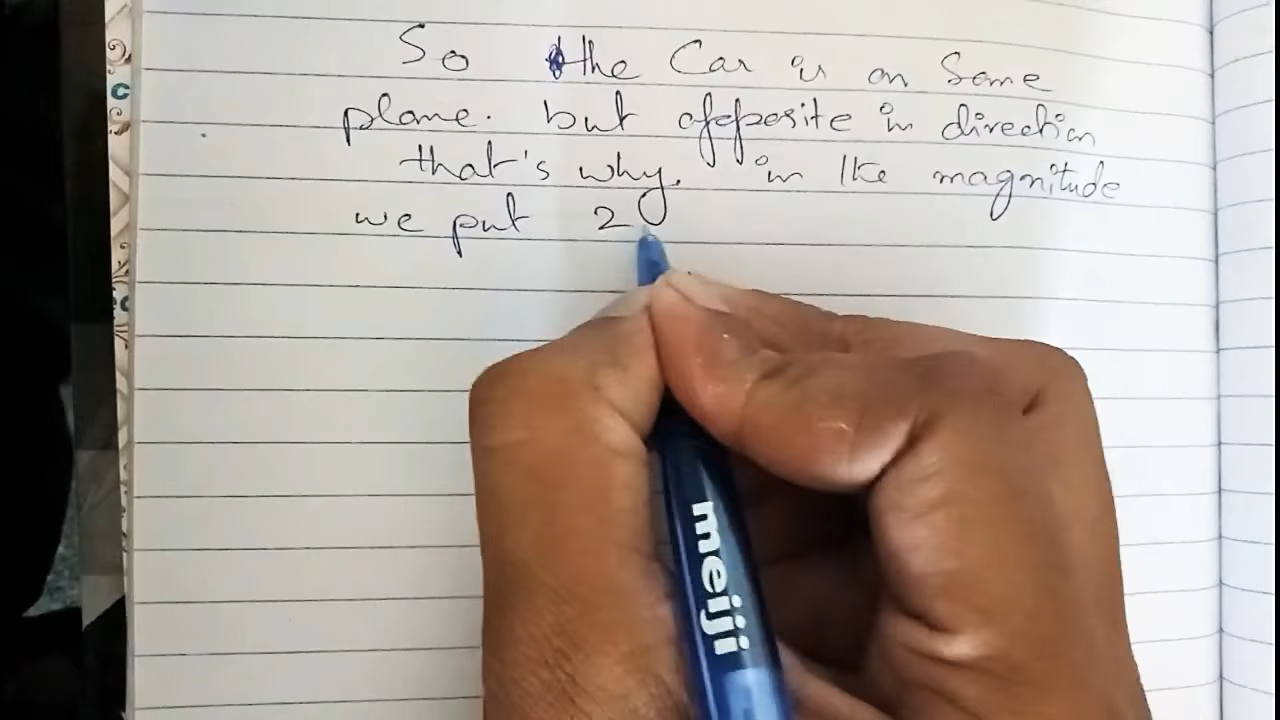 So the Car is on Same
plane. but opposite in direction
that's why. in the magnitude
we put 2
meiji